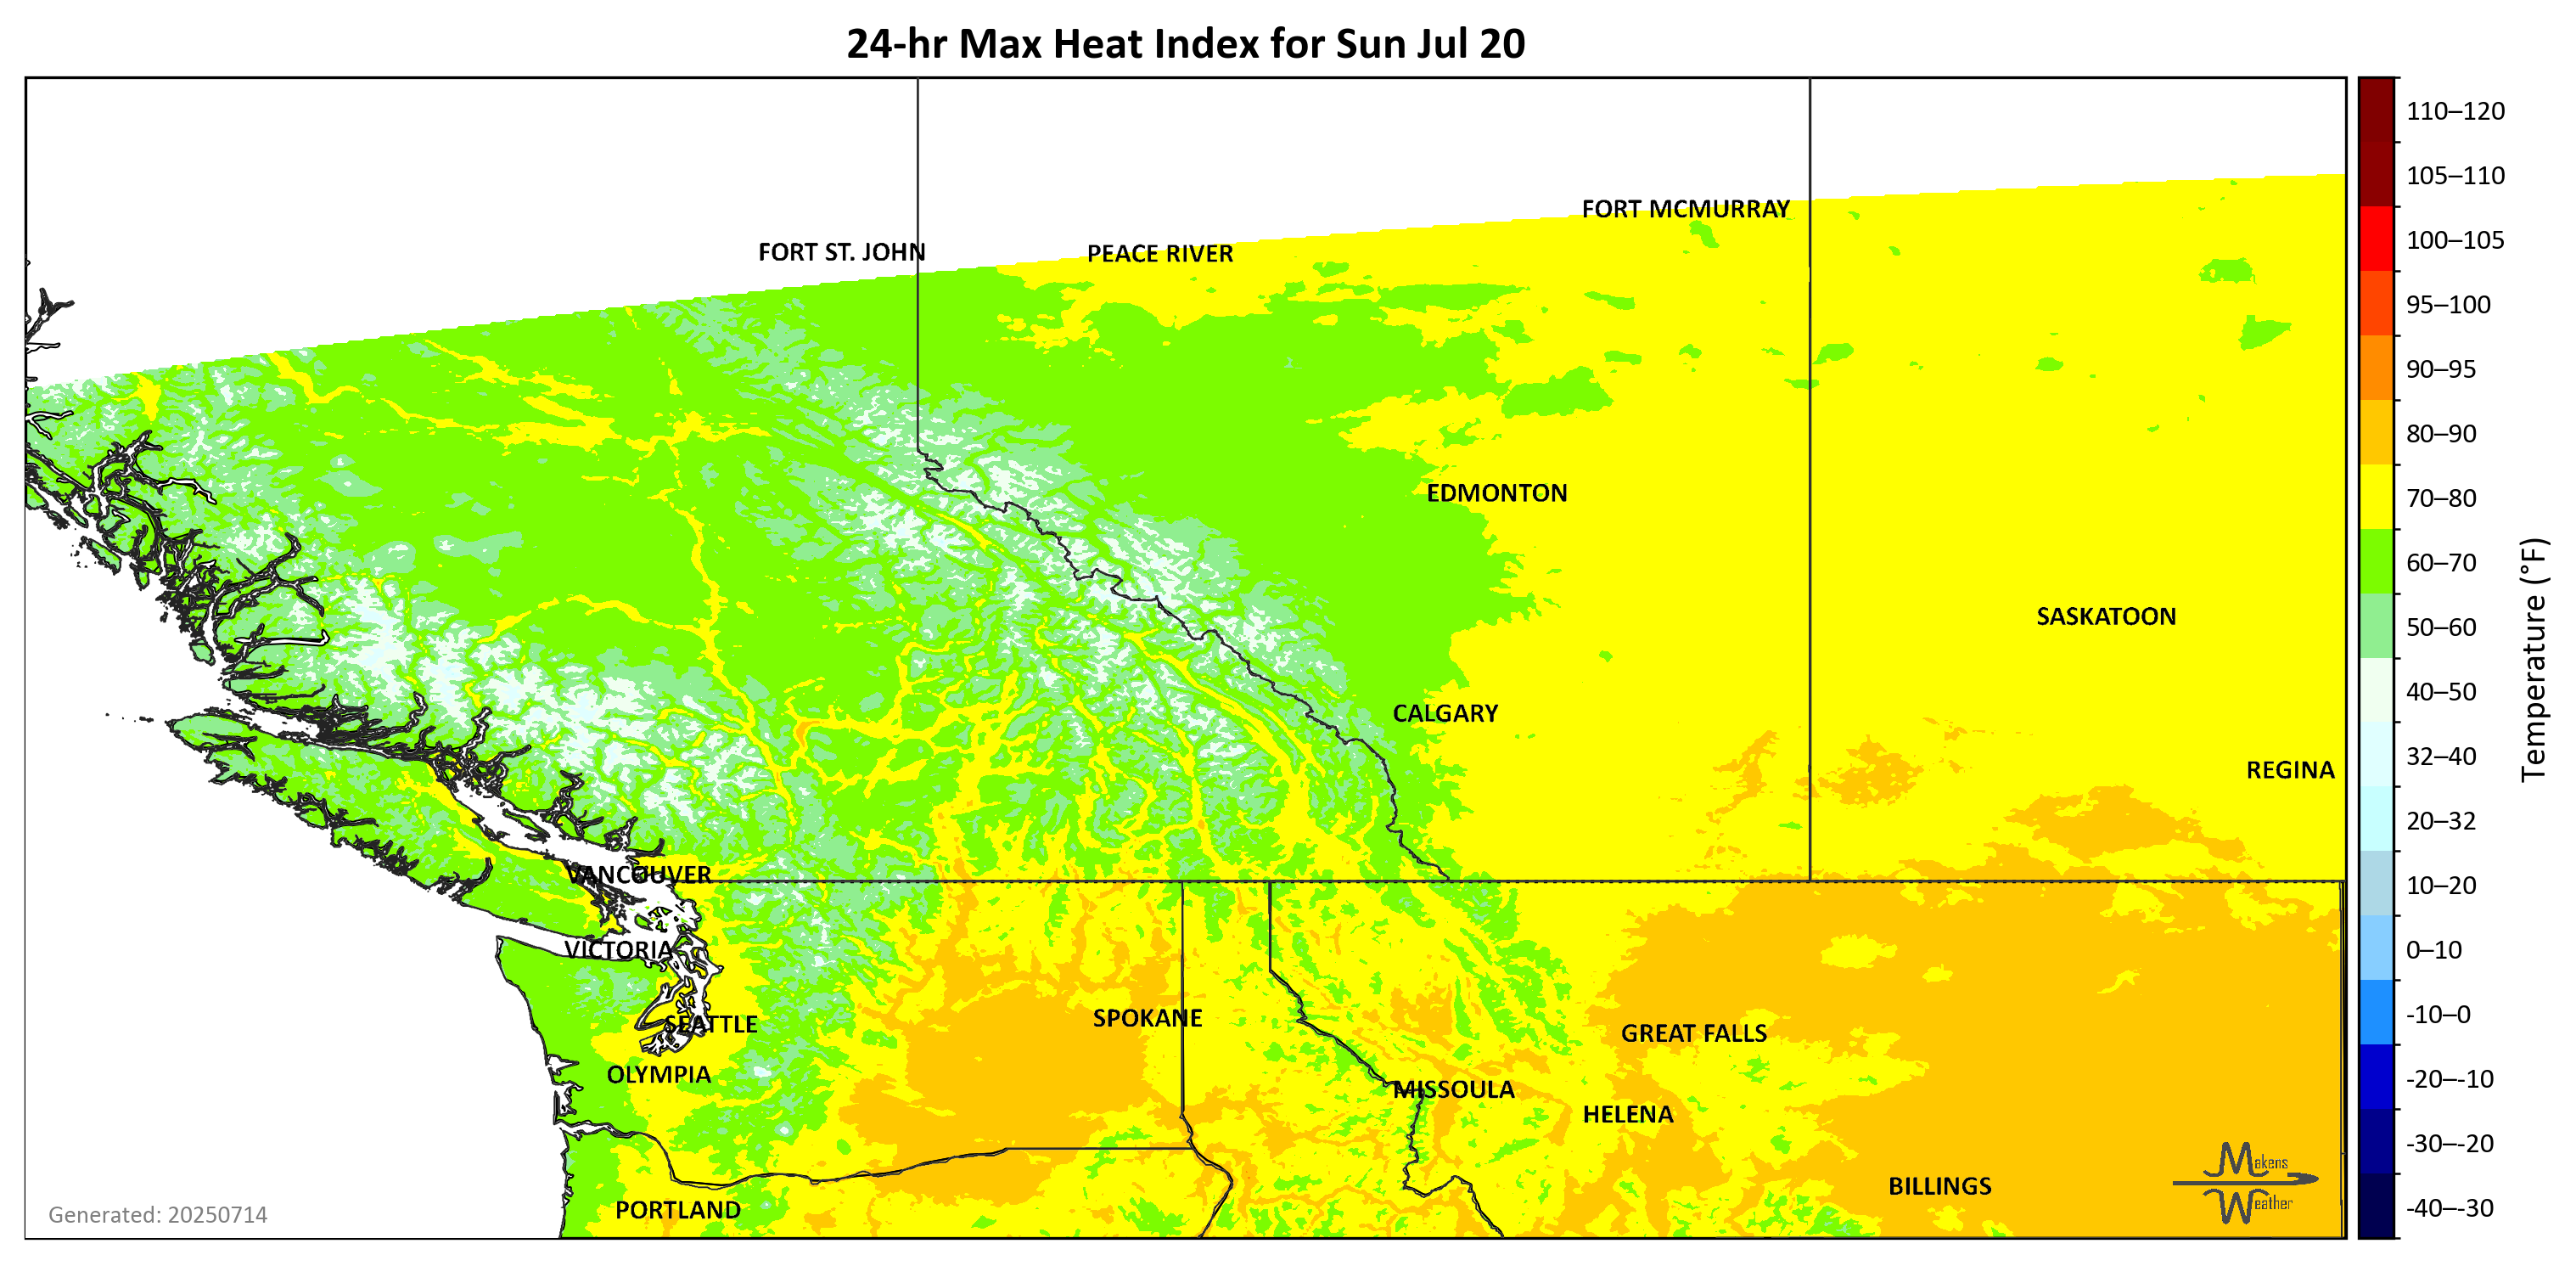 24-hr Max Heat Index for Sun Jul 20
110–120
105–110
FORT MCMURRAY
100–105
FORT ST. JOHN
PEACE RIVER
95–100
90–95
80–90
EDMONTON
70–80
60–70
SASKATOON
50–60
Temperature (°F)
40–50
CALGARY
32–40
REGINA
20–32
VANCOUVER
10–20
VICTORIA
0–10
-10–0
SPOKANE
SEATTLE
GREAT FALLS
OLYMPIA
-20–-10
MISSOULA
HELENA
-30–-20
Makens
Weather
BILLINGS
PORTLAND
-40–-30
Generated: 20250714